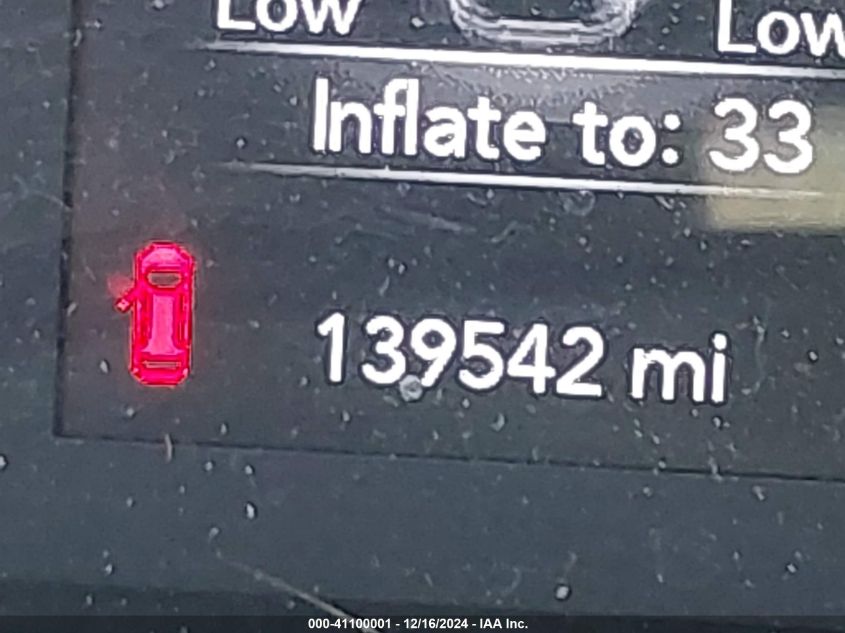 Low Low
Inflate to: 33
139542 mi
000-41100001 - 12/16/2024 - IAA Inc.